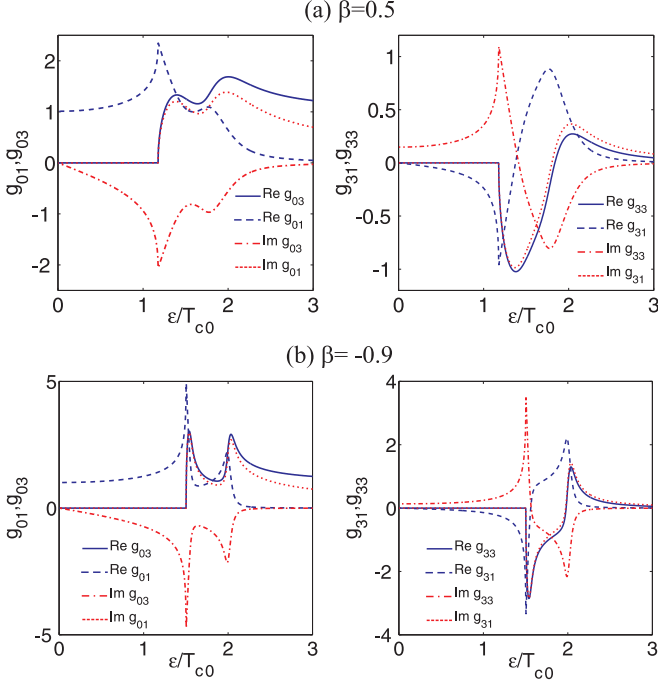 (a) β=0.5
g₀₁,g₀₃
2
1
0
-1
-2
0
1
2
3
ε/T_c0
Re g₀₃
Re g₀₁
Im g₀₃
Im g₀₁
g₃₁,g₃₃
1
0.5
0
-0.5
-1
0
1
2
3
ε/T_c0
Re g₃₃
Re g₃₁
Im g₃₃
Im g₃₁
(b) β= -0.9
g₀₁,g₀₃
5
0
-5
0
1
2
3
ε/T_c0
Re g₀₃
Re g₀₁
Im g₀₃
Im g₀₁
g₃₁,g₃₃
4
2
0
-2
-4
0
1
2
3
ε/T_c0
Re g₃₃
Re g₃₁
Im g₃₃
Im g₃₁